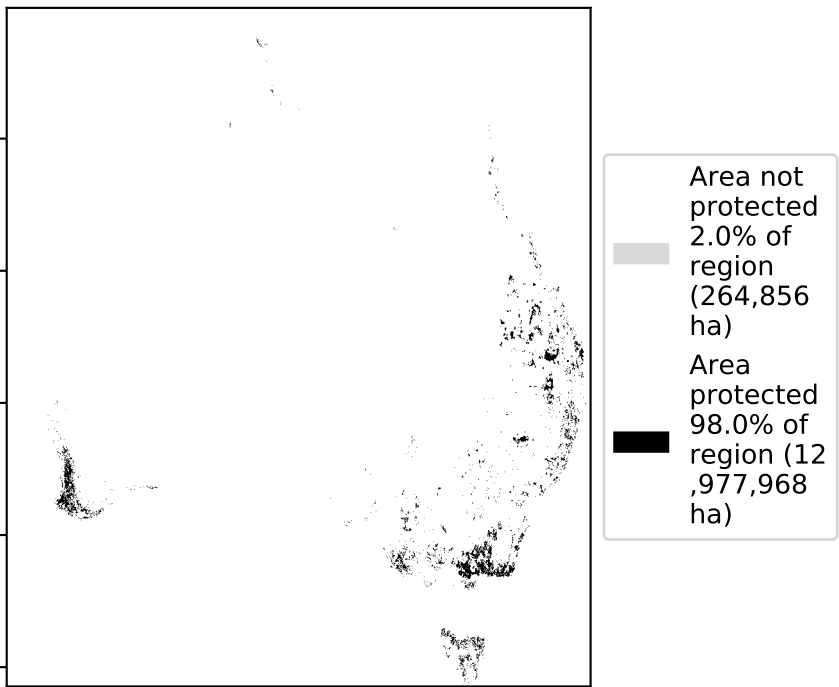 Area not
protected
2.0% of
region
(264,856
ha)
Area
protected
98.0% of
region (12
,977,968
ha)